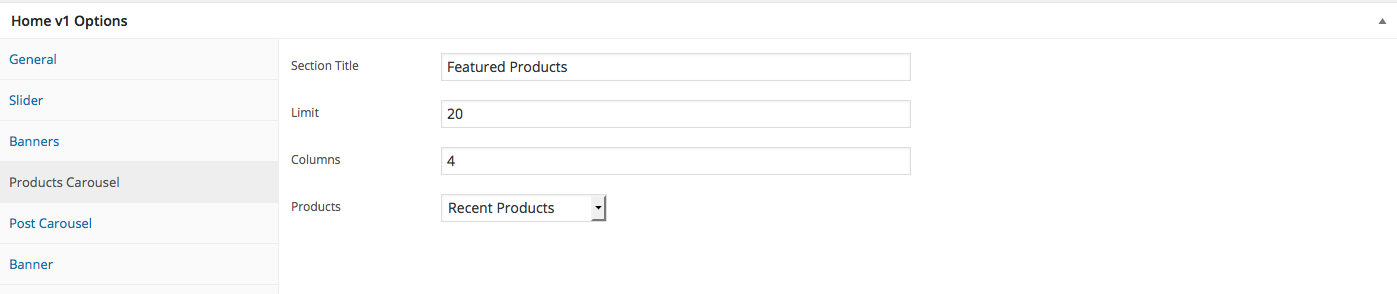 Home v1 Options
General
Slider
Banners
Products Carousel
Post Carousel
Banner
Section Title Featured Products
Limit 20
Columns 4
Products Recent Products